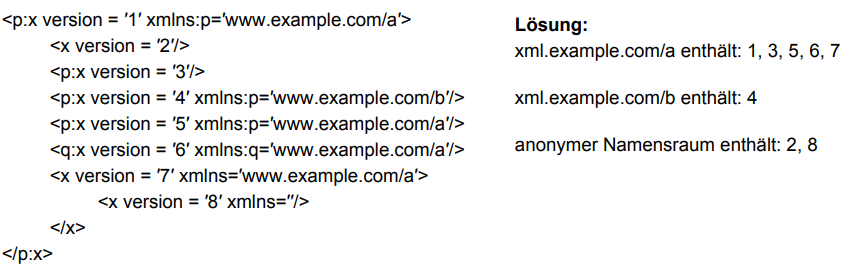 <p:x version = '1' xmlns:p='www.example.com/a'>
<x version = '2'/>
<p:x version = '3'/>
<p:x version = '4' xmlns:p='www.example.com/b'/>
<p:x version = '5' xmlns:p='www.example.com/a'/>
<q:x version = '6' xmlns:q='www.example.com/a'/>
<x version = '7' xmlns='www.example.com/a'>
<x version = '8' xmlns=''/>
</x>
</p:x>
Lösung:
xml.example.com/a enthält: 1, 3, 5, 6, 7
xml.example.com/b enthält: 4
anonymer Namensraum enthält: 2, 8